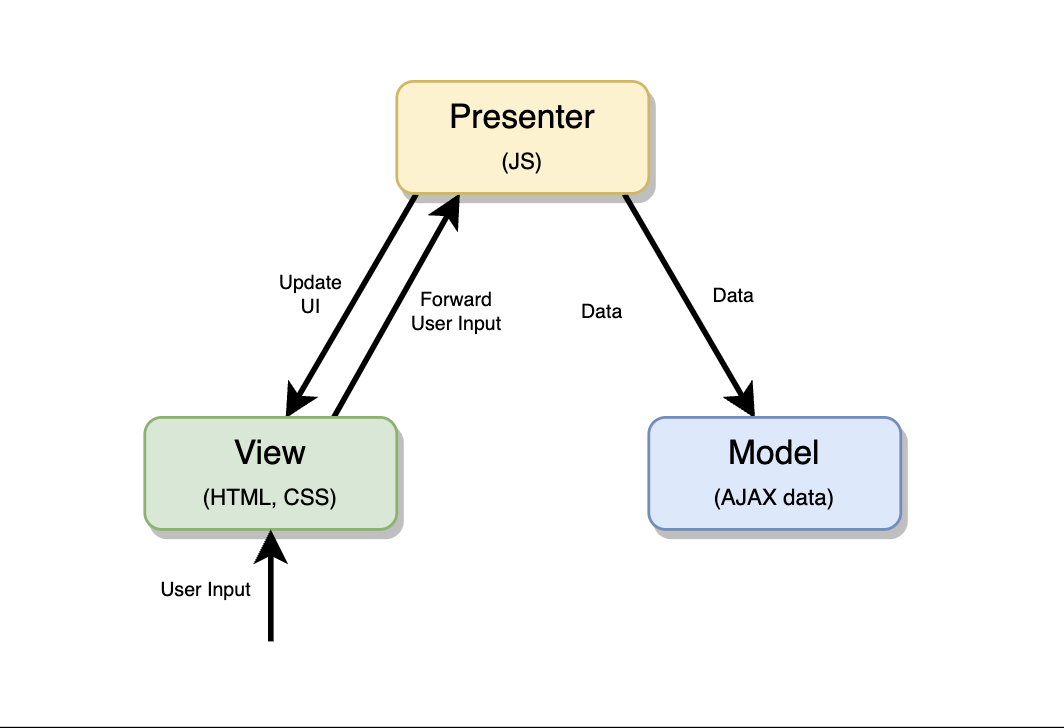 Presenter
(JS)
Update
UI
Forward
User Input
Data
Data
View
(HTML, CSS)
Model
(AJAX data)
User Input